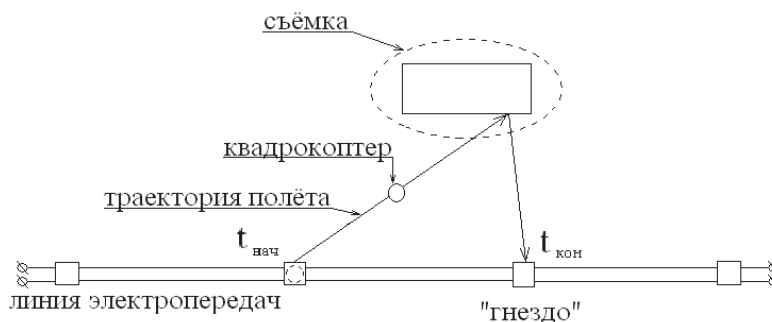 съёмка
квадрокоптер
траектория полёта
t нач
t кон
линия электропередач
"гнездо"